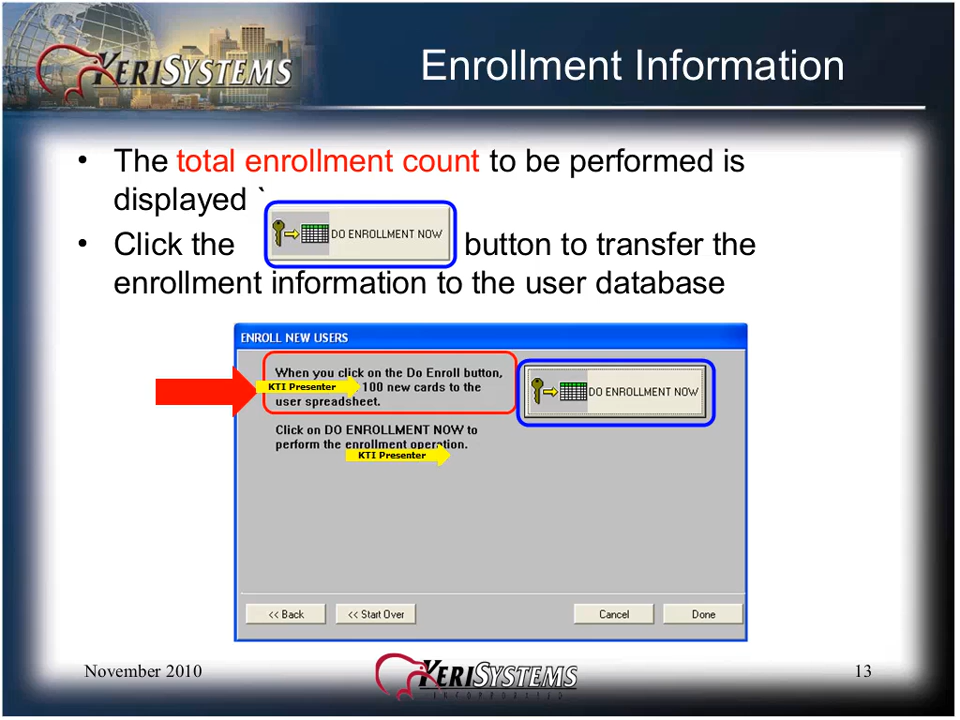 KERISYSTEMS
Enrollment Information
• The total enrollment count to be performed is
displayed `
• Click the DO ENROLLMENT NOW button to transfer the
enrollment information to the user database
ENROLL NEW USERS
When you click on the Do Enroll button,
KTI Presenter 100 new cards to the
user spreadsheet.
DO ENROLLMENT NOW
Click on DO ENROLLMENT NOW to
perform the enrollment operation.
KTI Presenter
<< Back
<< Start Over
Cancel
Done
November 2010
KERISYSTEMS
INCORPORATED
13